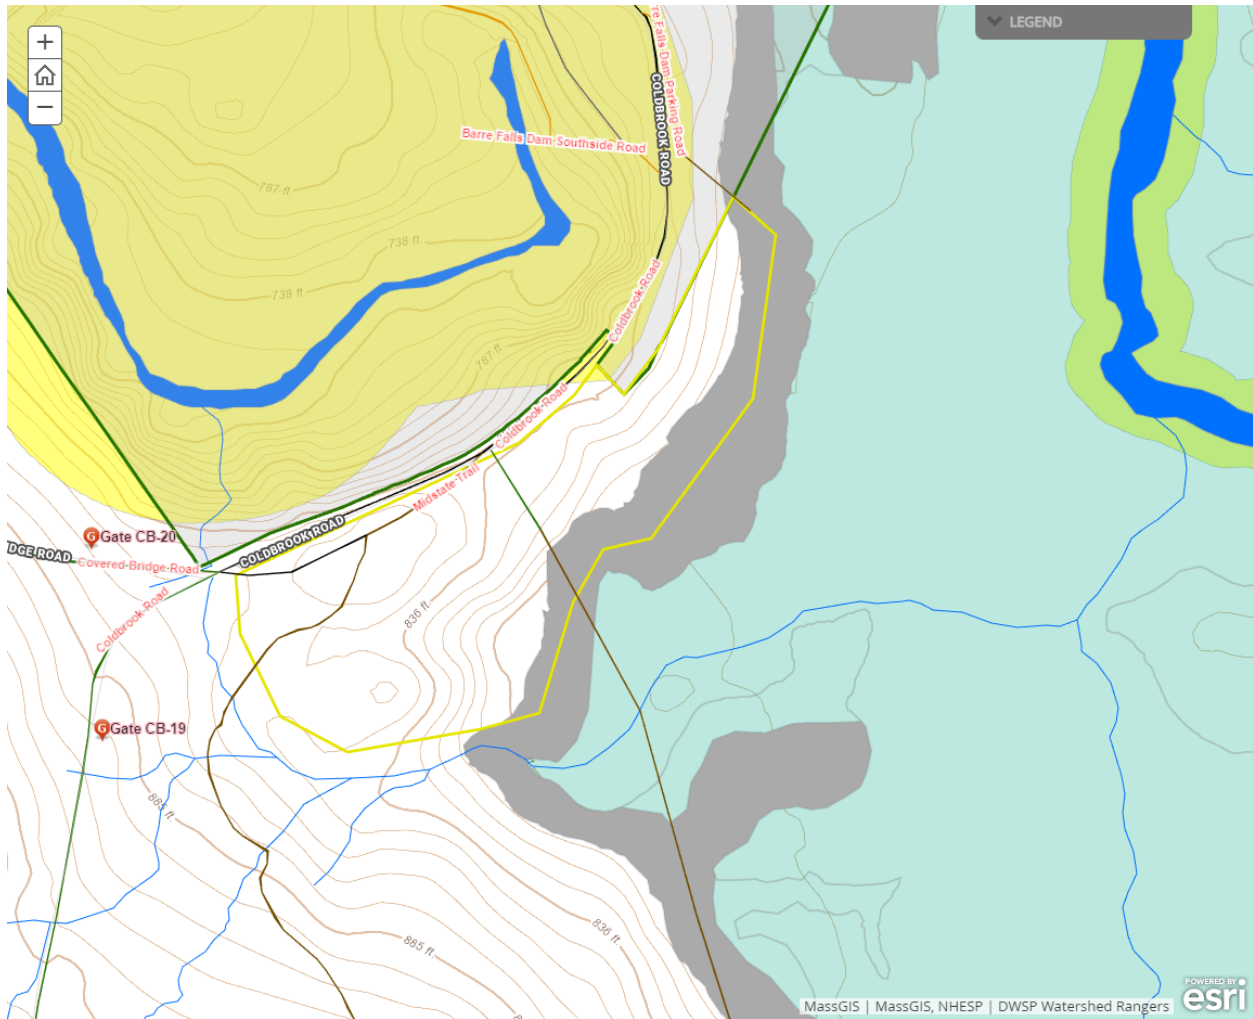 LEGEND
re Falls Dam Parking Road
COLDBROOK ROAD
Barre Falls Dam Southside Road
787 ft.
738 ft.
738 ft.
Coldbrook Road
787 ft.
Coldbrook Road
Midstate Trail
COLDBROOK ROAD
Gate CB-20
DGE ROAD
Covered Bridge Road
Coldbrook Road
836 ft.
Gate CB-19
885 ft.
836 ft.
885 ft.
MassGIS | MassGIS, NHESP | DWSP Watershed Rangers
POWERED BY
esri